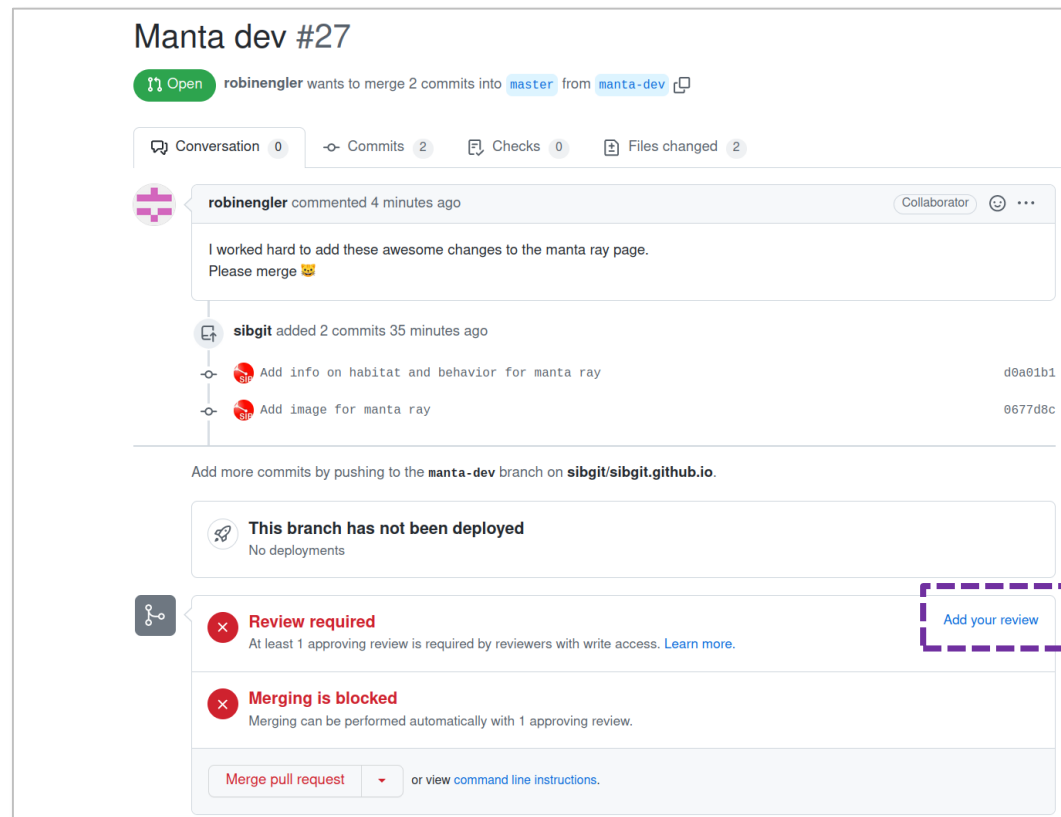 Manta dev #27
Open robinengler wants to merge 2 commits into master from manta-dev
Conversation 0 Commits 2 Checks 0 Files changed 2
robinengler commented 4 minutes ago Collaborator
I worked hard to add these awesome changes to the manta ray page.
Please merge 😺
sibgit added 2 commits 35 minutes ago
SIB Add info on habitat and behavior for manta ray d0a01b1
SIB Add image for manta ray 0677d8c
Add more commits by pushing to the manta-dev branch on sibgit/sibgit.github.io.
This branch has not been deployed
No deployments
Review required Add your review
At least 1 approving review is required by reviewers with write access. Learn more.
Merging is blocked
Merging can be performed automatically with 1 approving review.
Merge pull request or view command line instructions.